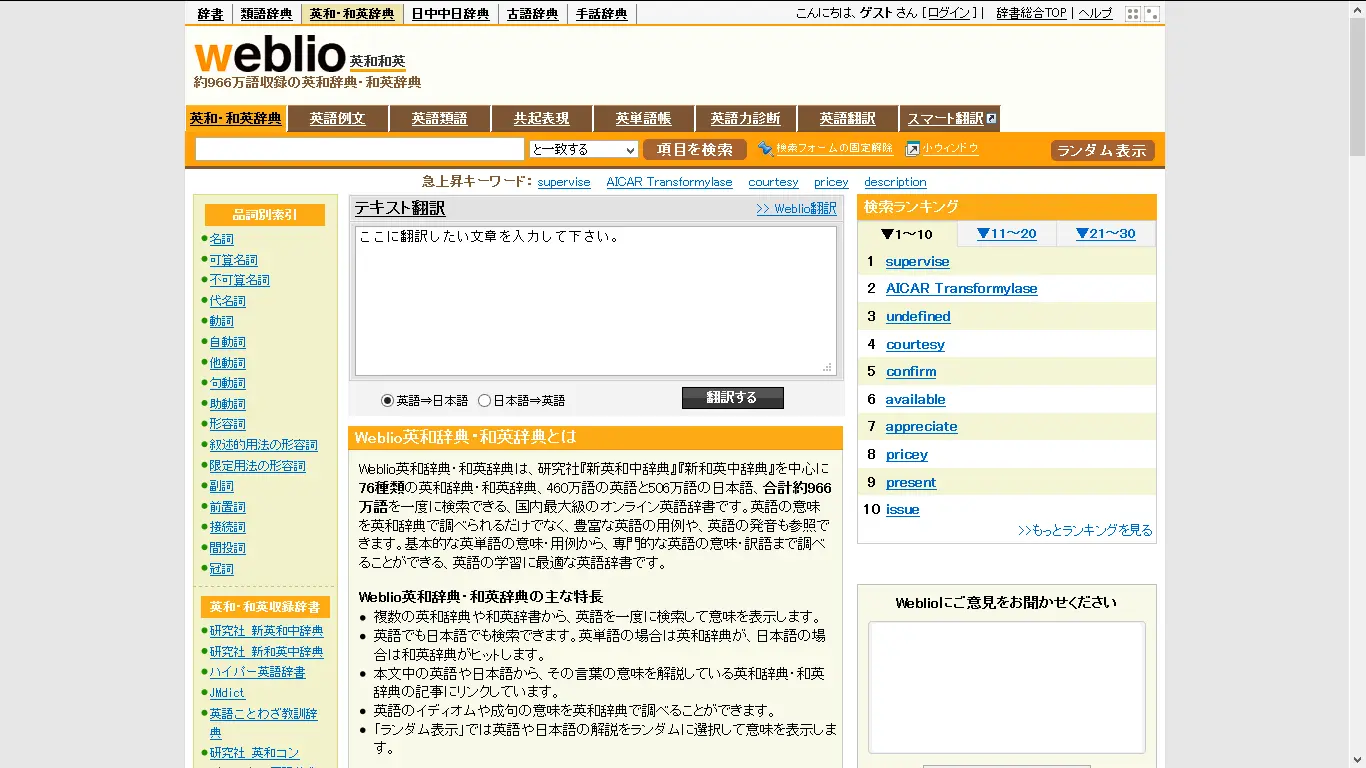 辞書 類語辞典 英和・和英辞典 日中中日辞典 古語辞典 手話辞典 こんにちは、ゲスト さん [ログイン] | 辞書総合TOP | ヘルプ
weblio 英和和英
約966万語収録の英和辞典・和英辞典
英和・和英辞典 英語例文 英語類語 共起表現 英単語帳 英語力診断 英語翻訳 スマート翻訳
と一致する 項目を検索 検索フォームの固定解除 小ウィンドウ ランダム表示
急上昇キーワード: supervise AICAR Transformylase courtesy pricey description
品詞別索引
名詞
可算名詞
不可算名詞
代名詞
動詞
自動詞
他動詞
句動詞
助動詞
形容詞
叙述的用法の形容詞
限定用法の形容詞
副詞
前置詞
接続詞
間投詞
冠詞
英和・和英収録辞書
研究社 新英和中辞典
研究社 新和英中辞典
ハイパー英語辞書
JMdict
英語ことわざ教訓辞
典
研究社 英和コン
テキスト翻訳 >> Weblio翻訳
ここに翻訳したい文章を入力して下さい。
英語⇒日本語 日本語⇒英語 翻訳する
Weblio英和辞典・和英辞典とは
Weblio英和辞典・和英辞典は、研究社『新英和中辞典』『新和英中辞典』を中心に
76種類の英和辞典・和英辞典、460万語の英語と506万語の日本語、合計約966
万語を一度に検索できる、国内最大級のオンライン英語辞書です。英語の意味
を英和辞典で調べられるだけでなく、豊富な英語の用例や、英語の発音も参照で
きます。基本的な英単語の意味・用例から、専門的な英語の意味・訳語まで調べ
ることができる、英語の学習に最適な英語辞書です。
Weblio英和辞典・和英辞典の主な特長
複数の英和辞典や和英辞書から、英語を一度に検索して意味を表示します。
英語でも日本語でも検索できます。英単語の場合は英和辞典が、日本語の場
合は和英辞典がヒットします。
本文中の英語や日本語から、その言葉の意味を解説している英和辞典・和英
辞典の記事にリンクしています。
英語のイディオムや成句の意味を英和辞典で調べることができます。
「ランダム表示」では英語や日本語の解説をランダムに選択して意味を表示しま
す。
検索ランキング
▼1～10 ▼11～20 ▼21～30
1 supervise
2 AICAR Transformylase
3 undefined
4 courtesy
5 confirm
6 available
7 appreciate
8 pricey
9 present
10 issue
>>もっとランキングを見る
Weblioにご意見をお聞かせください